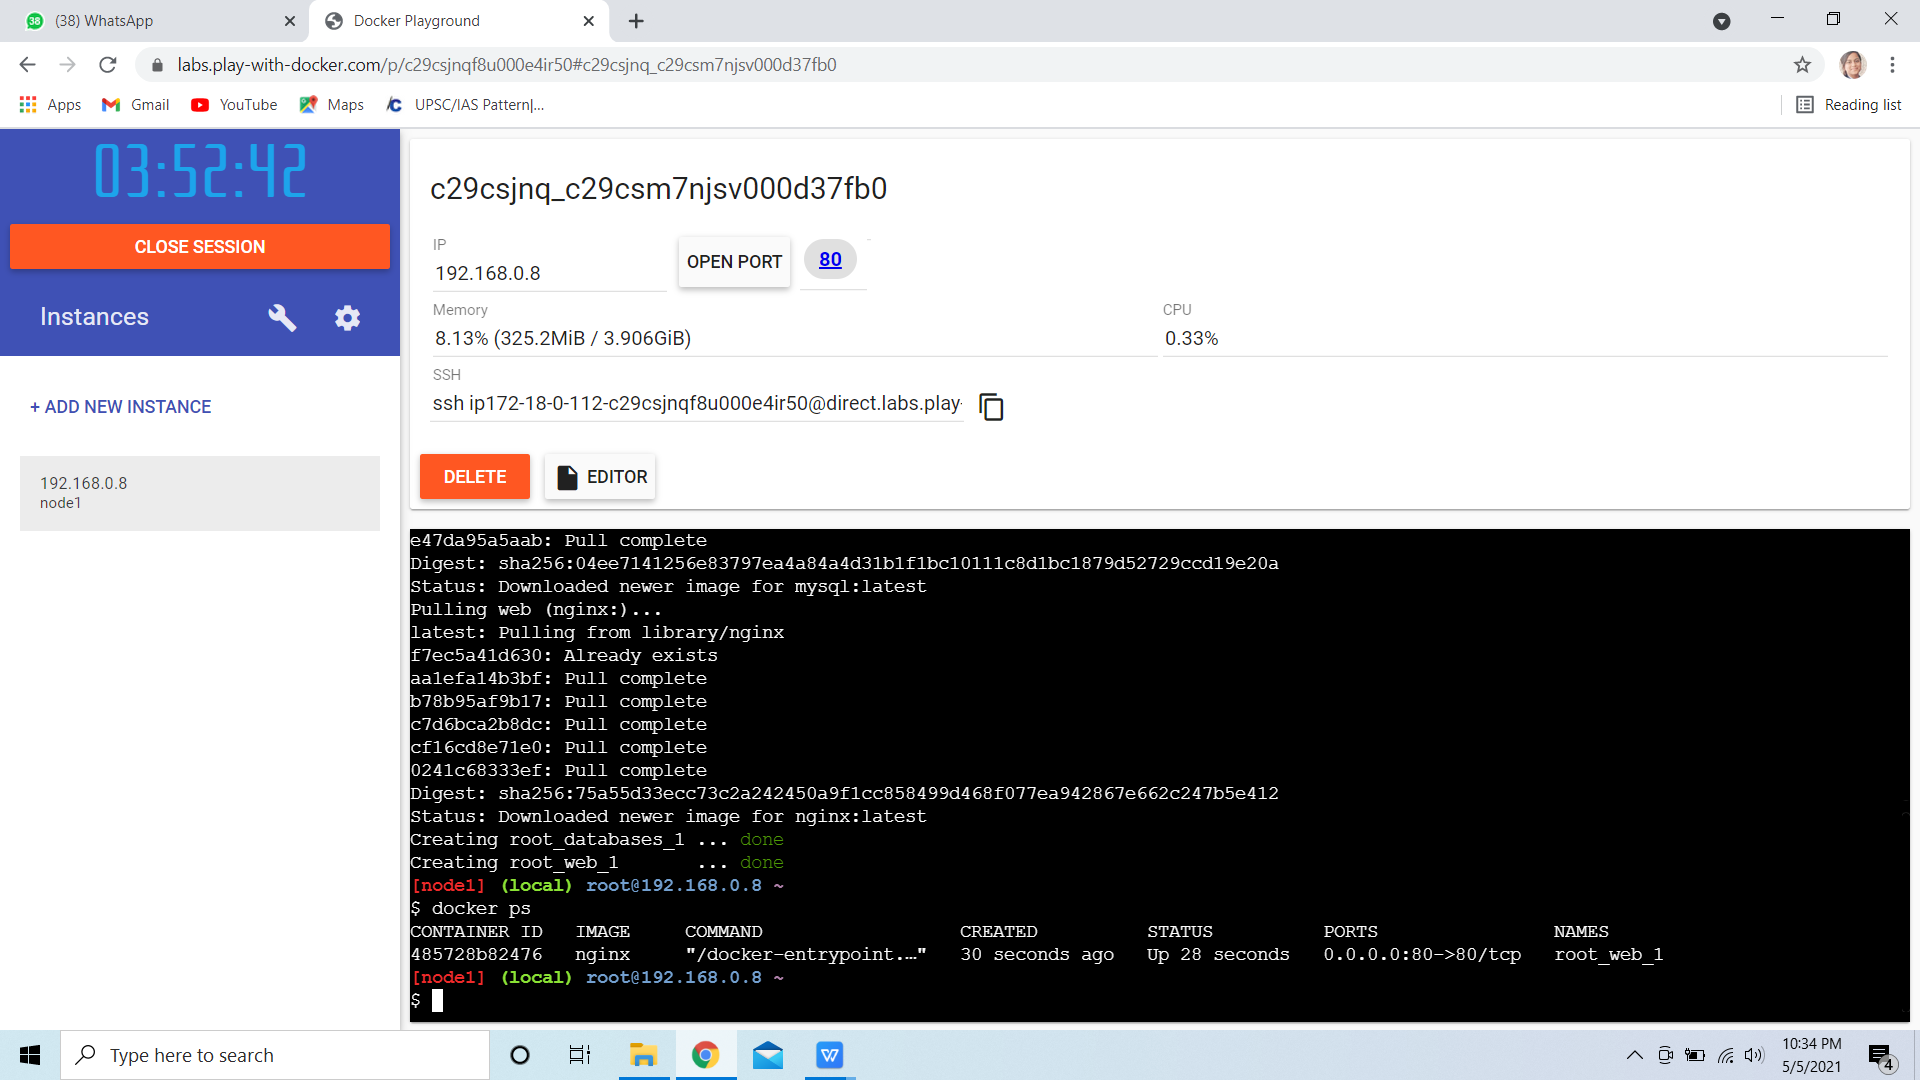 38 (38) WhatsApp
Docker Playground
labs.play-with-docker.com/p/c29csjnqf8u000e4ir50#c29csjnq_c29csm7njsv000d37fb0
Apps Gmail YouTube Maps UPSC/IAS Pattern|... Reading list
03:52:42
CLOSE SESSION
Instances
+ ADD NEW INSTANCE
192.168.0.8
node1
c29csjnq_c29csm7njsv000d37fb0
IP
192.168.0.8
OPEN PORT
80
Memory
8.13% (325.2MiB / 3.906GiB)
CPU
0.33%
SSH
ssh ip172-18-0-112-c29csjnqf8u000e4ir50@direct.labs.play-
DELETE
EDITOR
e47da95a5aab: Pull complete
Digest: sha256:04ee7141256e83797ea4a84a4d31b1f1bc10111c8d1bc1879d52729ccd19e20a
Status: Downloaded newer image for mysql:latest
Pulling web (nginx:)...
latest: Pulling from library/nginx
f7ec5a41d630: Already exists
aa1efa14b3bf: Pull complete
b78b95af9b17: Pull complete
c7d6bca2b8dc: Pull complete
cf16cd8e71e0: Pull complete
0241c68333ef: Pull complete
Digest: sha256:75a55d33ecc73c2a242450a9f1cc858499d468f077ea942867e662c247b5e412
Status: Downloaded newer image for nginx:latest
Creating root_databases_1 ... done
Creating root_web_1       ... done
[node1] (local) root@192.168.0.8 ~
$ docker ps
CONTAINER ID   IMAGE     COMMAND                  CREATED          STATUS          PORTS                NAMES
485728b82476   nginx     "/docker-entrypoint.…"   30 seconds ago   Up 28 seconds   0.0.0.0:80->80/tcp   root_web_1
[node1] (local) root@192.168.0.8 ~
$
Type here to search
W
10:34 PM
5/5/2021
4